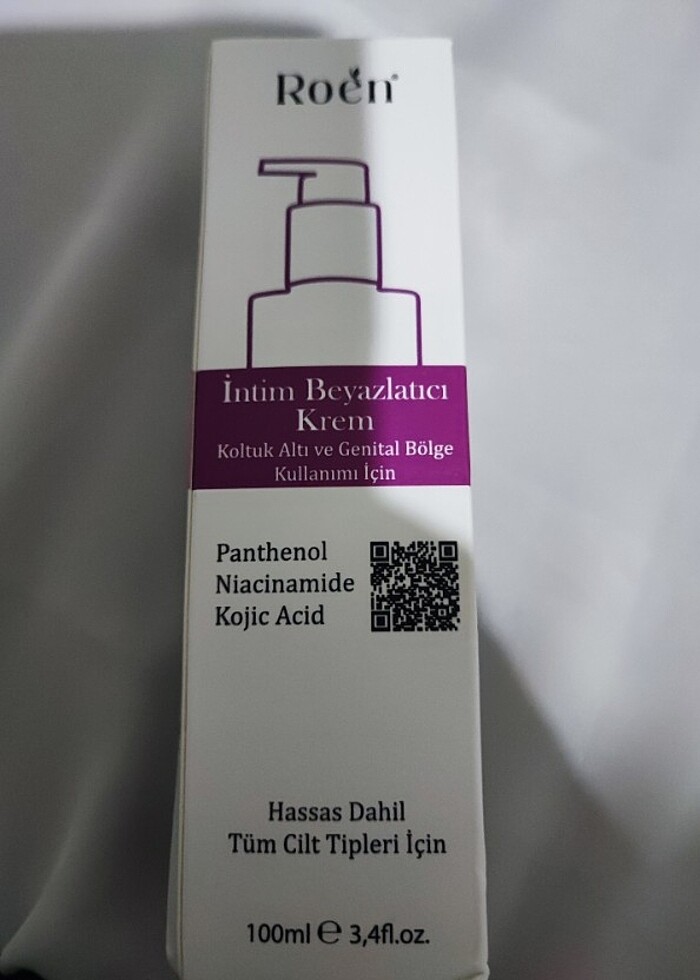 Roen
İntim Beyazlatıcı
Krem
Koltuk Altı ve Genital Bölge
Kullanımı İçin
Panthenol
Niacinamide
Kojic Acid
Hassas Dahil
Tüm Cilt Tipleri İçin
100ml ℮ 3,4fl.oz.